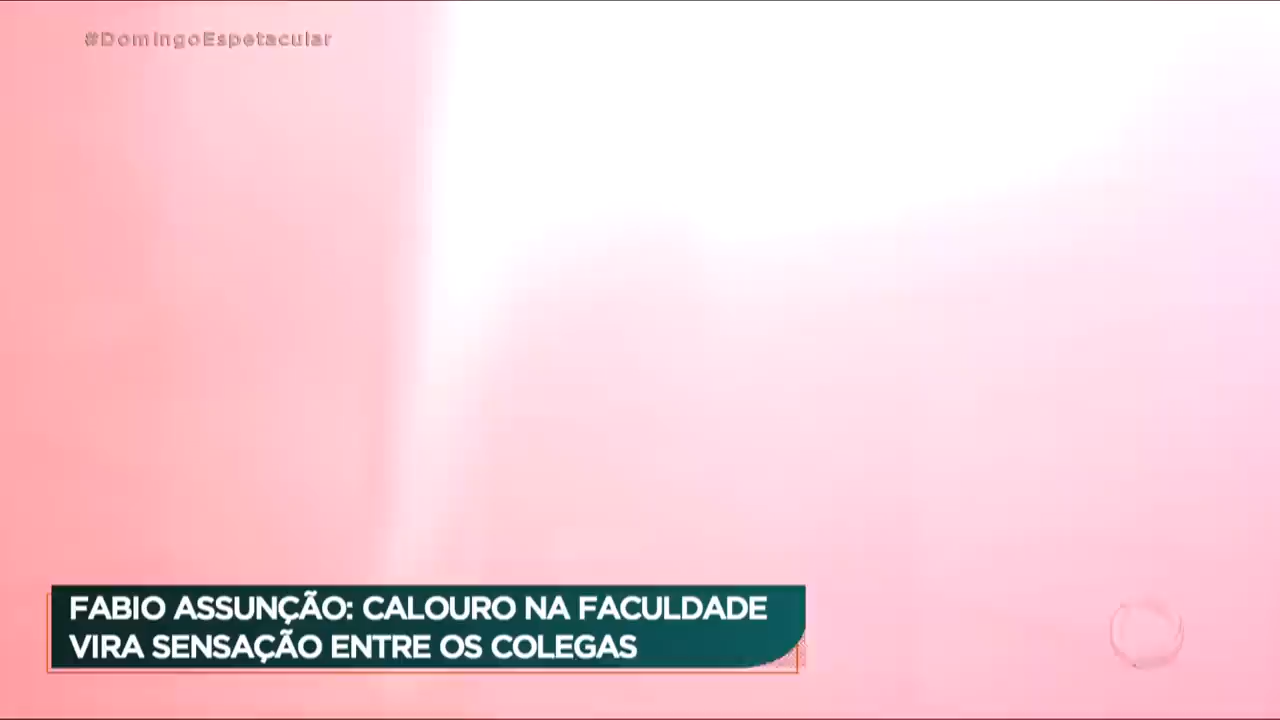 #DomingoEspetacular
FABIO ASSUNÇÃO: CALOURO NA FACULDADE
VIRA SENSAÇÃO ENTRE OS COLEGAS